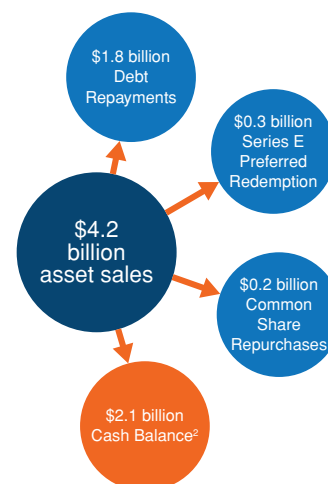 $1.8 billion
Debt
Repayments
$0.3 billion
Series E
Preferred
Redemption
$4.2
billion
asset sales
$0.2 billion
Common
Share
Repurchases
$2.1 billion
Cash Balance²